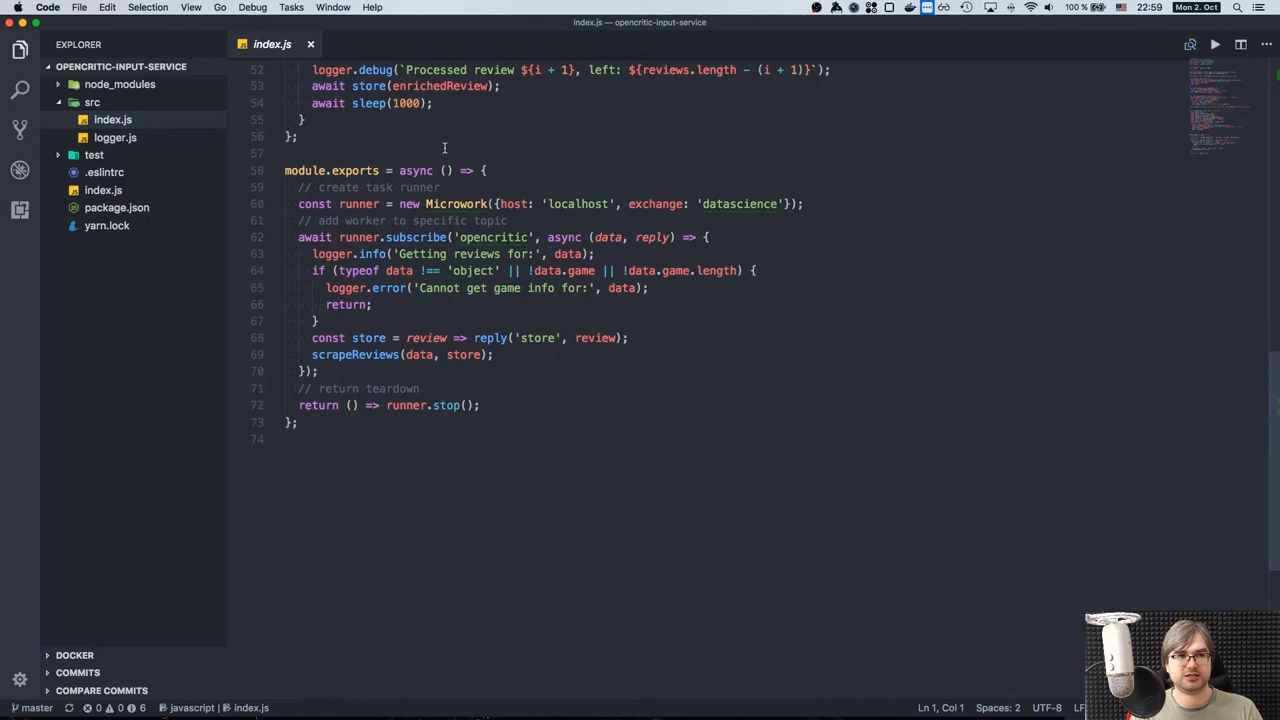 Code File Edit Selection View Go Debug Tasks Window Help 100 % 22:59 Mon 2. Oct
index.js — opencritic-input-service
EXPLORER
index.js
OPENCRITIC-INPUT-SERVICE
node_modules
src
index.js
logger.js
test
.eslintrc
index.js
package.json
yarn.lock
DOCKER
COMMITS
COMPARE COMMITS
52 logger.debug(`Processed review ${i + 1}, left: ${reviews.length - (i + 1)}`);
53 await store(enrichedReview);
54 await sleep(1000);
55 }
56 };
57
58 module.exports = async () => {
59 // create task runner
60 const runner = new Microwork({host: 'localhost', exchange: 'datascience'});
61 // add worker to specific topic
62 await runner.subscribe('opencritic', async (data, reply) => {
63 logger.info('Getting reviews for:', data);
64 if (typeof data !== 'object' || !data.game || !data.game.length) {
65 logger.error('Cannot get game info for:', data);
66 return;
67 }
68 const store = review => reply('store', review);
69 scrapeReviews(data, store);
70 });
71 // return teardown
72 return () => runner.stop();
73 };
74
master 0 0 6 javascript | index.js Ln 1, Col 1 Spaces: 2 UTF-8 LF